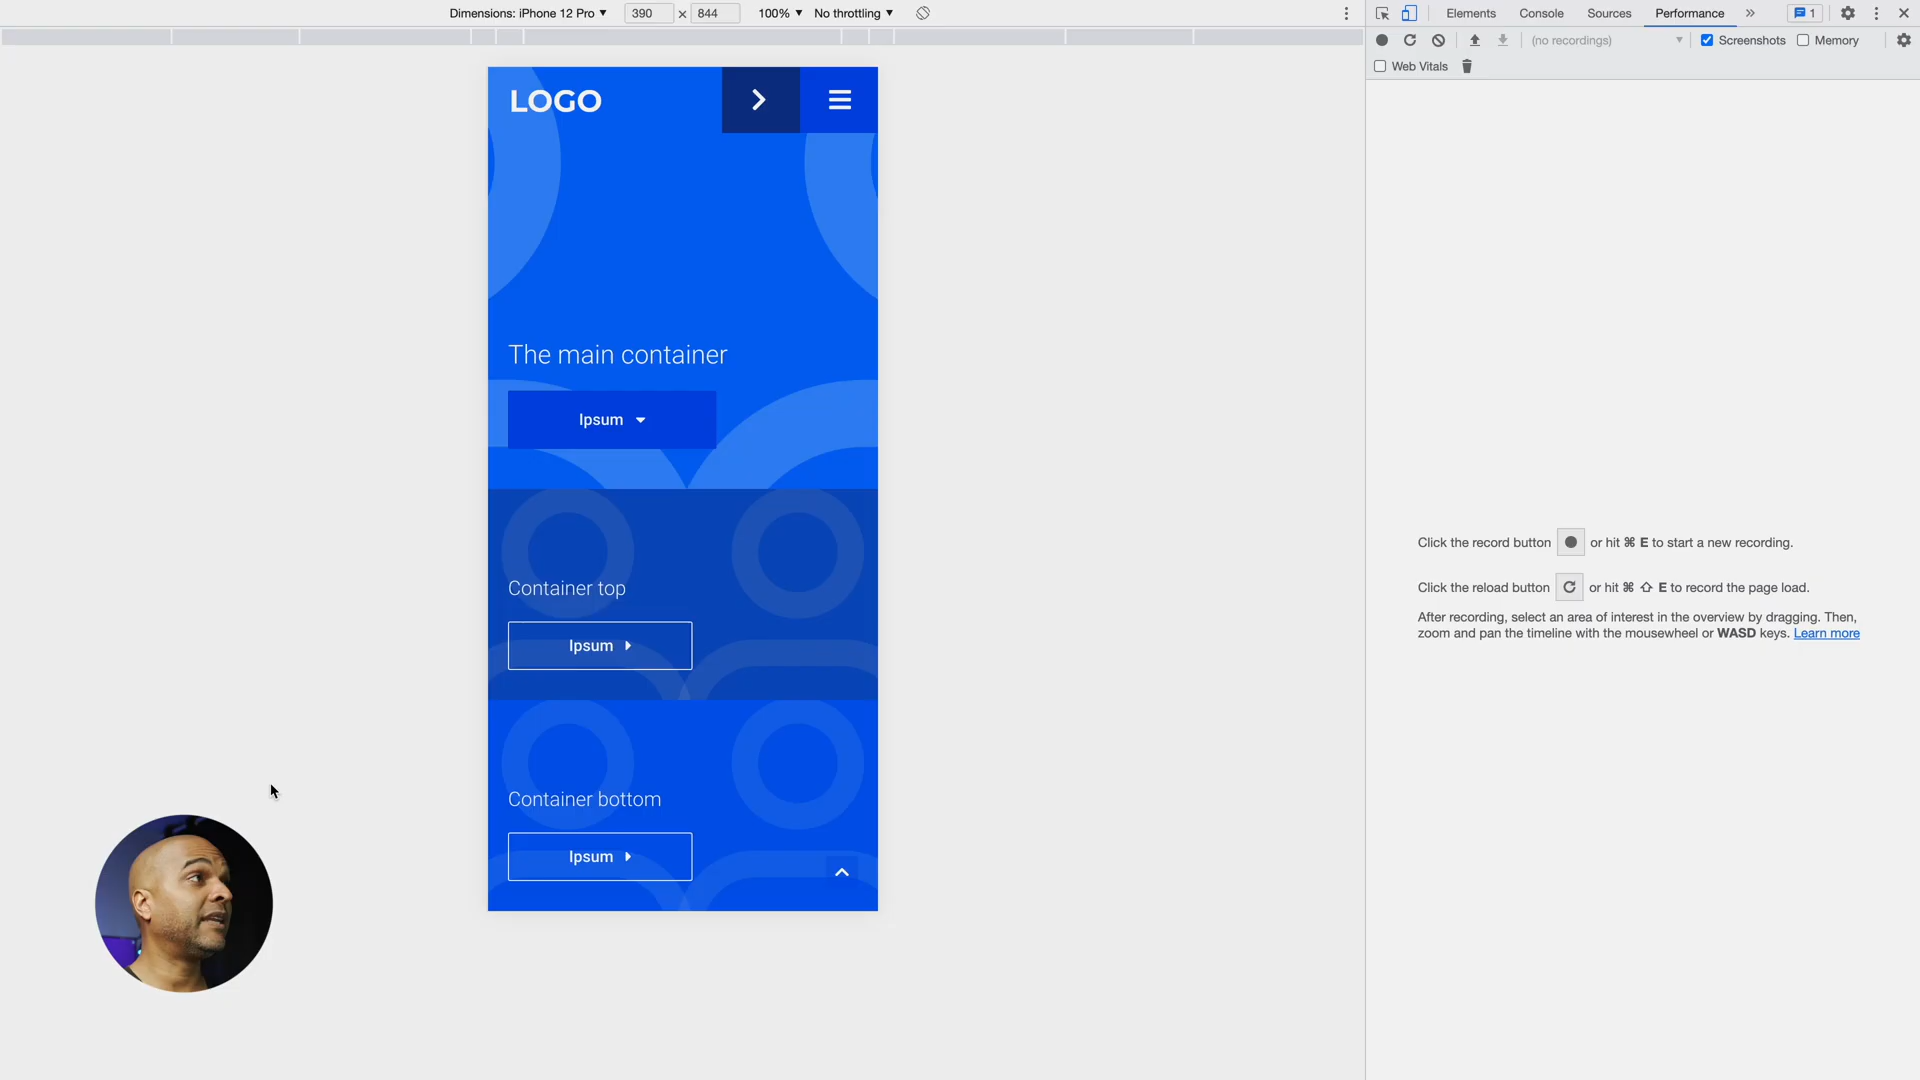 Dimensions: iPhone 12 Pro 390 × 844 100% No throttling
Elements Console Sources Performance 1
(no recordings) Screenshots Memory
Web Vitals
LOGO
The main container
Ipsum
Container top
Ipsum
Container bottom
Ipsum
Click the record button or hit ⌘ E to start a new recording.
Click the reload button or hit ⌘ ⇧ E to record the page load.
After recording, select an area of interest in the overview by dragging. Then,
zoom and pan the timeline with the mousewheel or WASD keys. Learn more